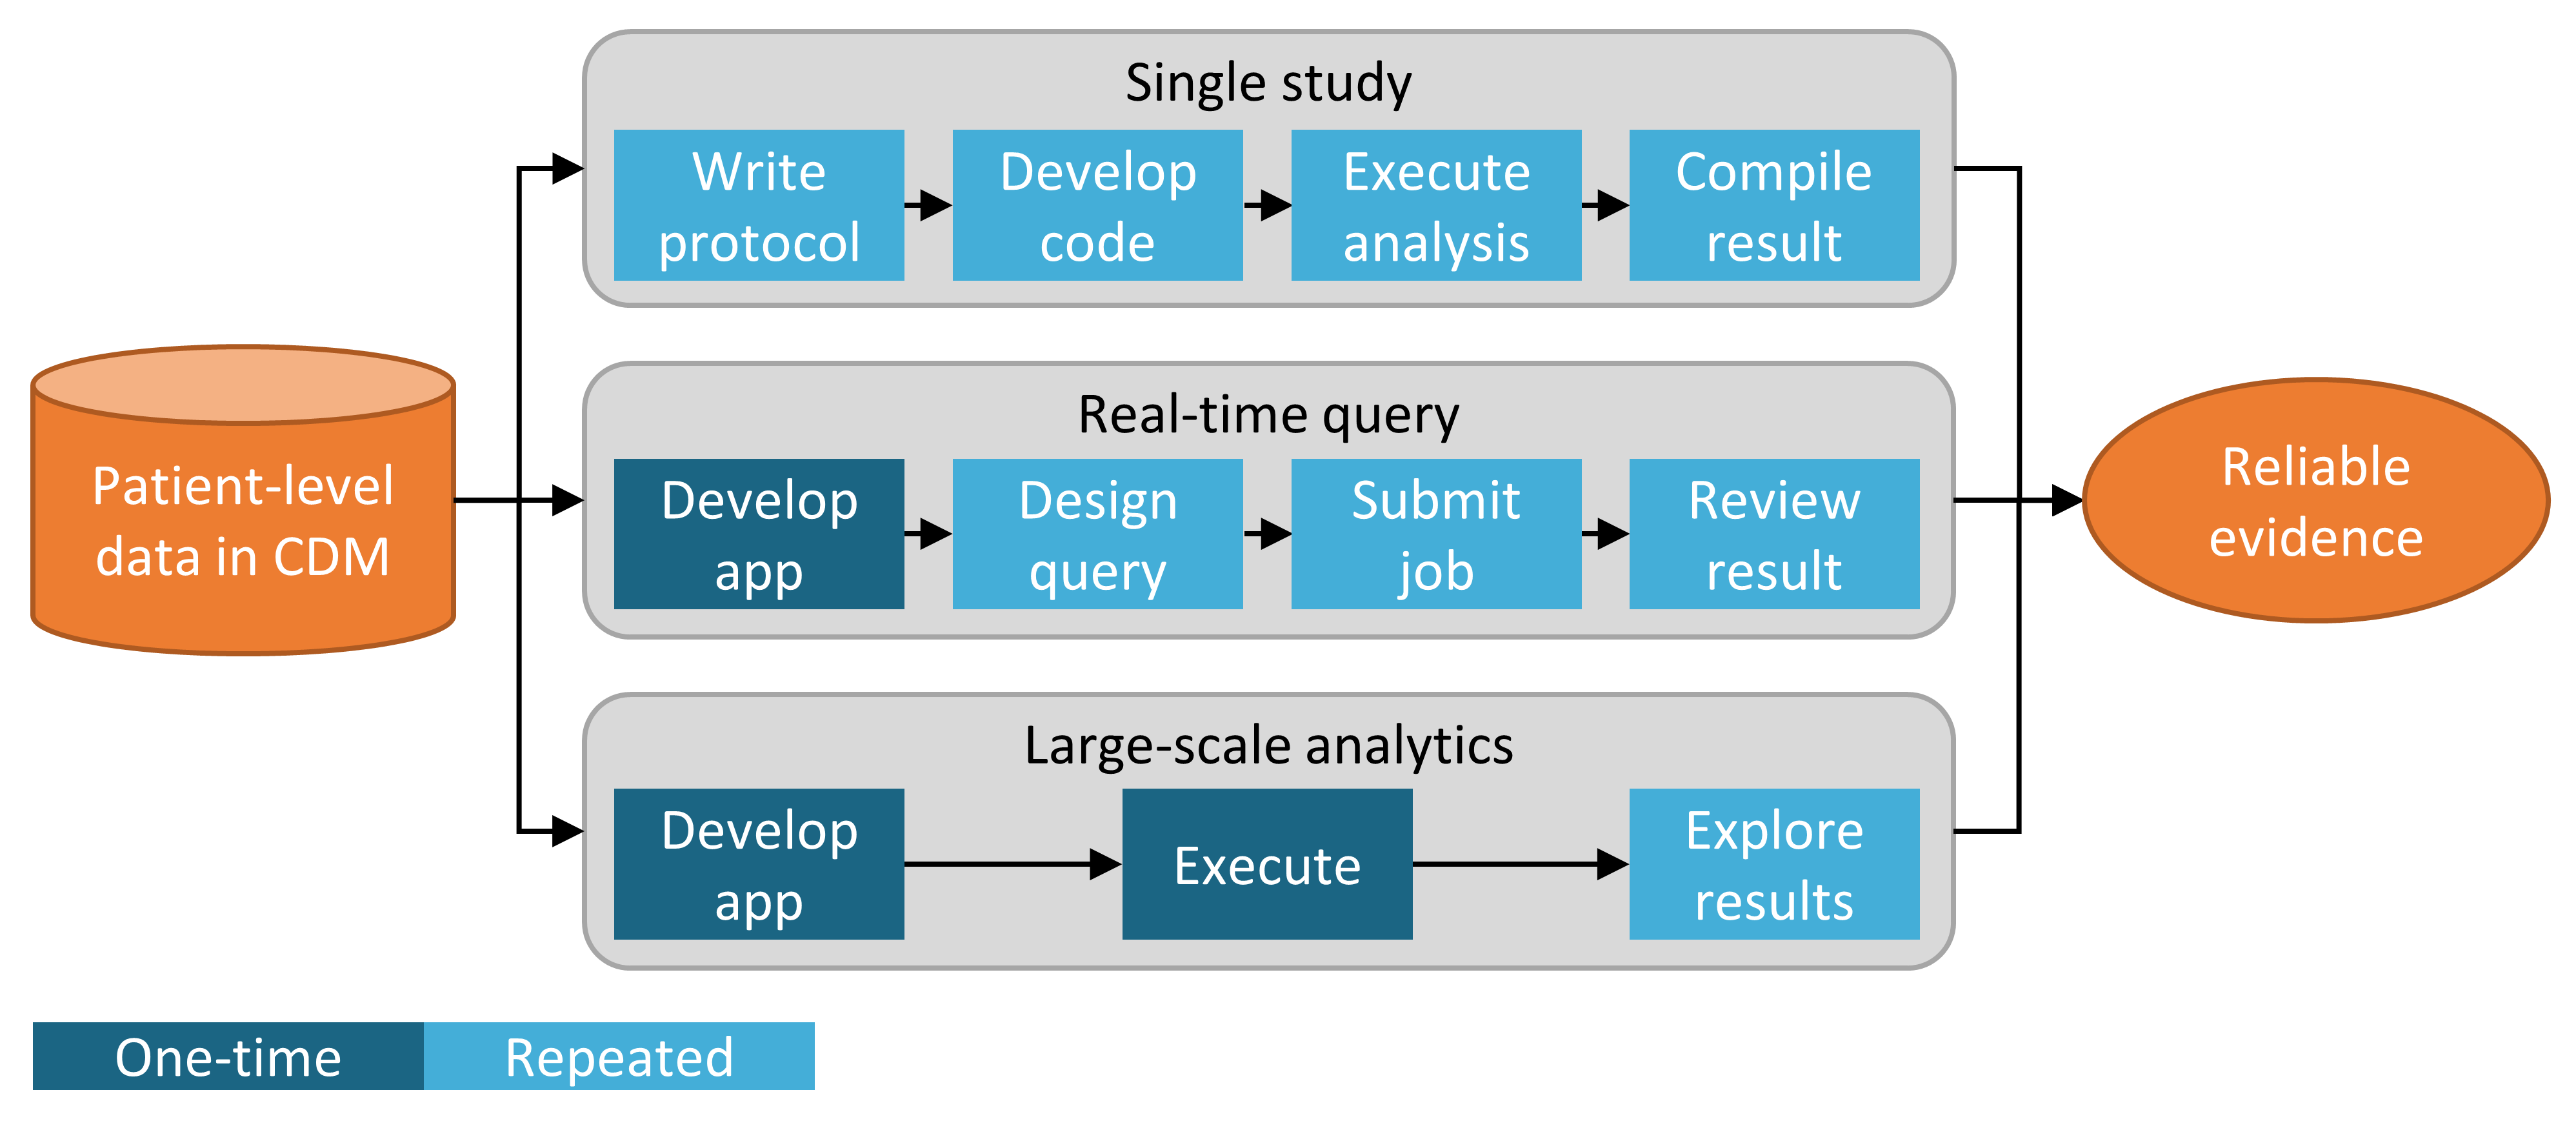 Single study
Write
protocol
Develop
code
Execute
analysis
Compile
result
Patient-level
data in CDM
Real-time query
Develop
app
Design
query
Submit
job
Review
result
Reliable
evidence
Large-scale analytics
Develop
app
Execute
Explore
results
One-time
Repeated